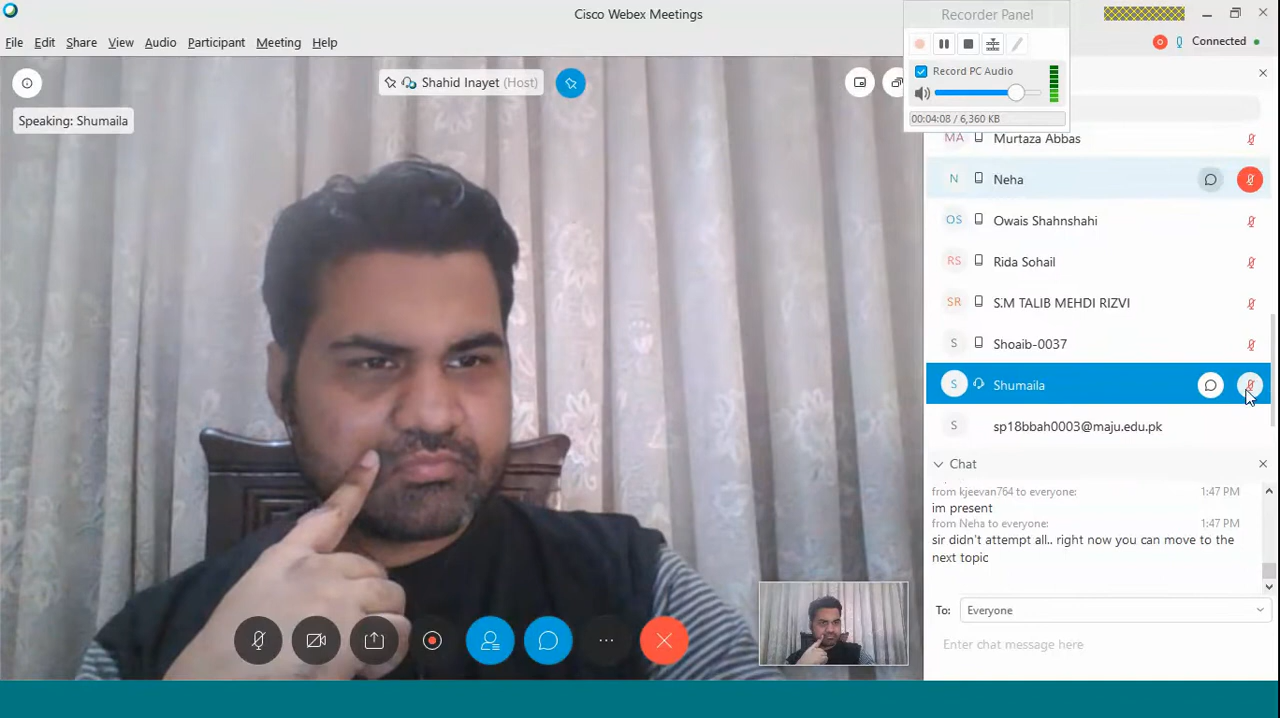 Cisco Webex Meetings
Recorder Panel
File Edit Share View Audio Participant Meeting Help
Connected
Record PC Audio
00:04:08 / 6,360 KB
Shahid Inayet (Host)
Speaking: Shumaila
MA Murtaza Abbas
N Neha
OS Owais Shahnshahi
RS Rida Sohail
SR S.M TALIB MEHDI RIZVI
S Shoaib-0037
S Shumaila
S sp18bbah0003@maju.edu.pk
Chat
from kjeevan764 to everyone: 1:47 PM
im present
from Neha to everyone: 1:47 PM
sir didn't attempt all.. right now you can move to the
next topic
To: Everyone
Enter chat message here